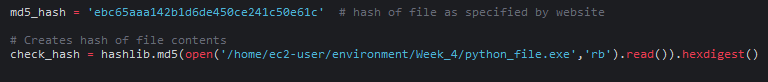 md5_hash = 'ebc65aaa142b1d6de450ce241c50e61c'  # hash of file as specified by website
# Creates hash of file contents
check_hash = hashlib.md5(open('/home/ec2-user/environment/Week_4/python_file.exe','rb').read()).hexdigest()